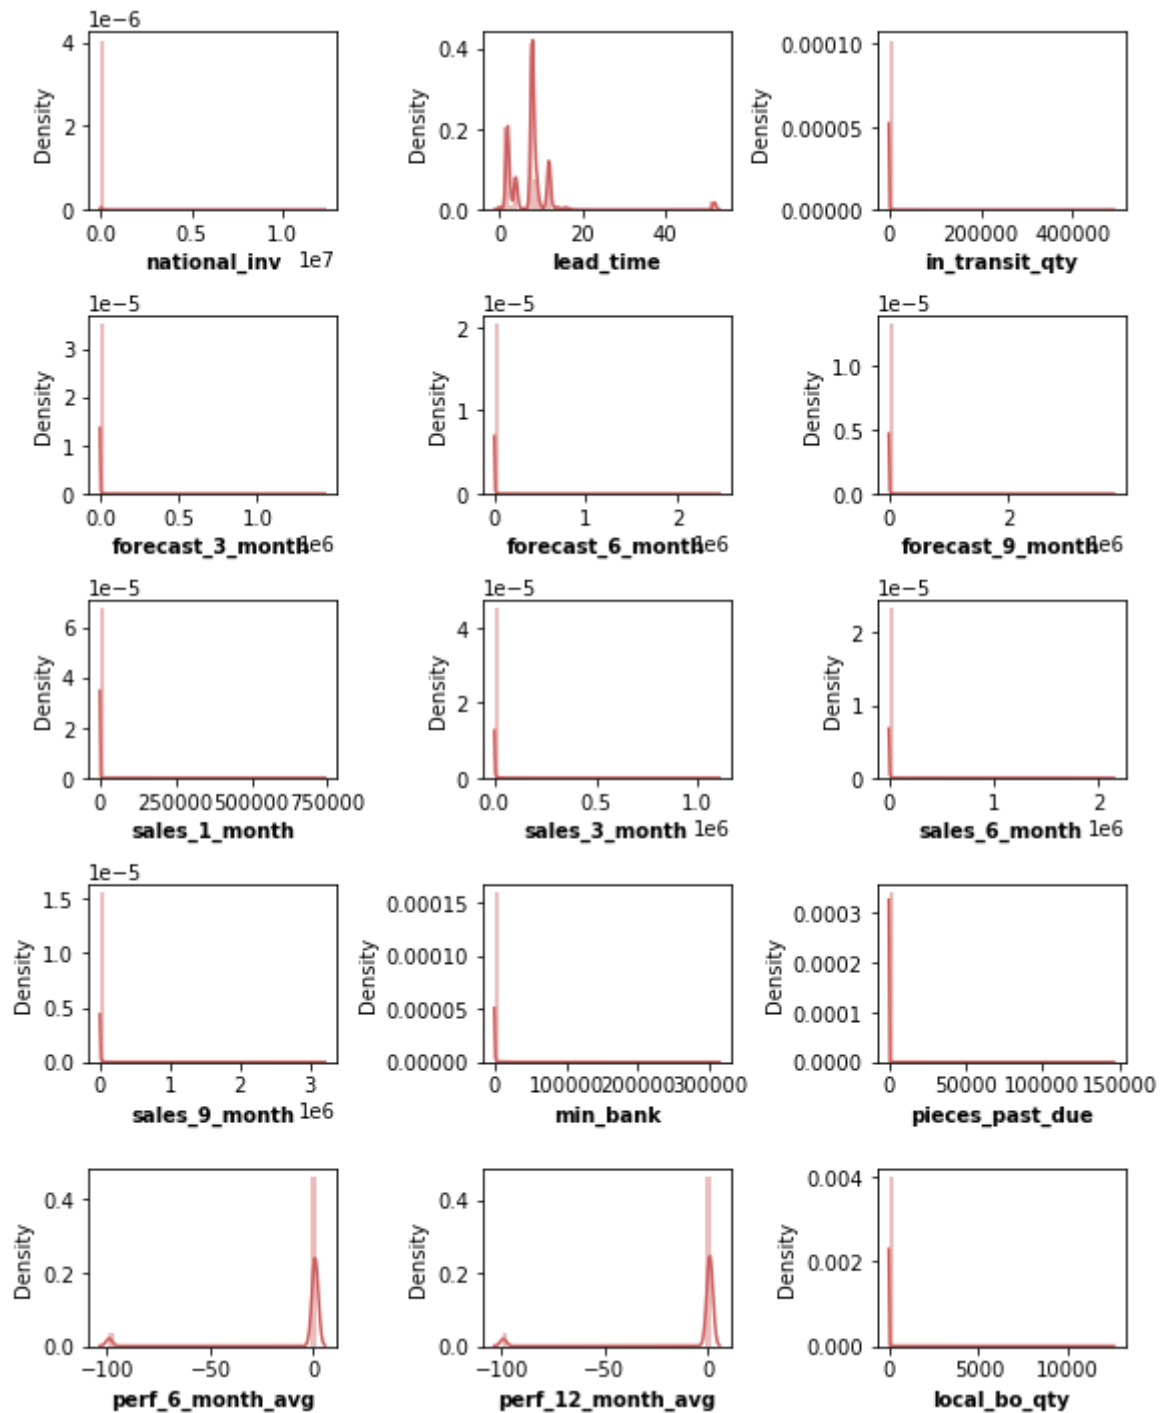 1e−6
4
2
0
Density
0.0 0.5 1.0
national_inv 1e7
0.4
0.2
0.0
Density
0 20 40
lead_time
0.00010
0.00005
0.00000
Density
0 200000 400000
in_transit_qty
1e−5
3
2
1
0
Density
0.0 0.5 1.0
forecast_3_month 1e6
1e−5
2
1
0
Density
0 1 2
forecast_6_month 1e6
1e−5
1.0
0.5
0.0
Density
0 2
forecast_9_month 1e6
1e−5
6
4
2
0
Density
0 250000 500000 750000
sales_1_month
1e−5
4
2
0
Density
0.0 0.5 1.0
sales_3_month 1e6
1e−5
2
1
0
Density
0 1 2
sales_6_month 1e6
1e−5
1.5
1.0
0.5
0.0
Density
0 1 2 3
sales_9_month 1e6
0.00015
0.00010
0.00005
0.00000
Density
0 100000 200000 300000
min_bank
0.0003
0.0002
0.0001
0.0000
Density
0 50000 100000 150000
pieces_past_due
0.4
0.2
0.0
Density
−100 −50 0
perf_6_month_avg
0.4
0.2
0.0
Density
−100 −50 0
perf_12_month_avg
0.004
0.002
0.000
Density
0 5000 10000
local_bo_qty